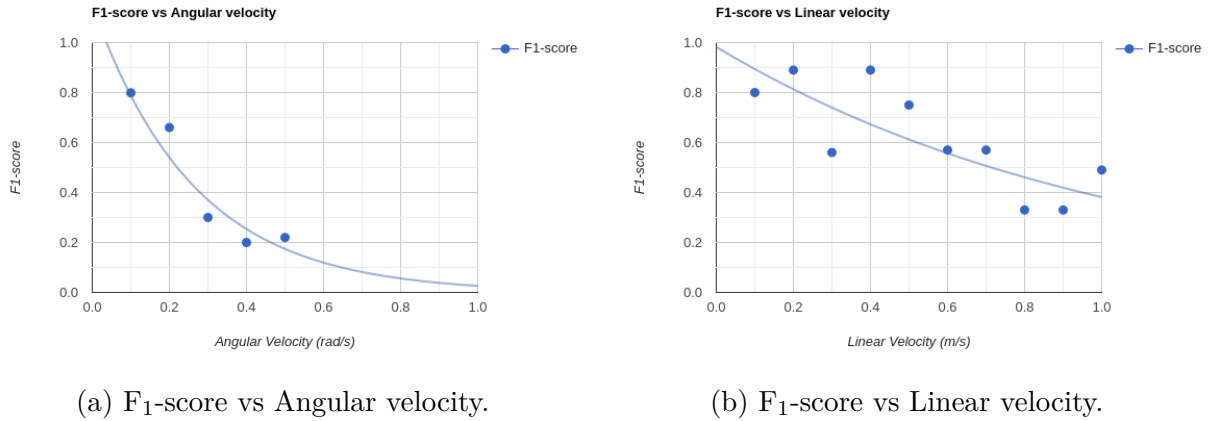 F1-score vs Angular velocity
F1-score
1.0
0.8
0.6
0.4
0.2
0.0
F1-score
0.0 0.2 0.4 0.6 0.8 1.0
Angular Velocity (rad/s)
(a) F₁-score vs Angular velocity.
F1-score vs Linear velocity
F1-score
1.0
0.8
0.6
0.4
0.2
0.0
F1-score
0.0 0.2 0.4 0.6 0.8 1.0
Linear Velocity (m/s)
(b) F₁-score vs Linear velocity.